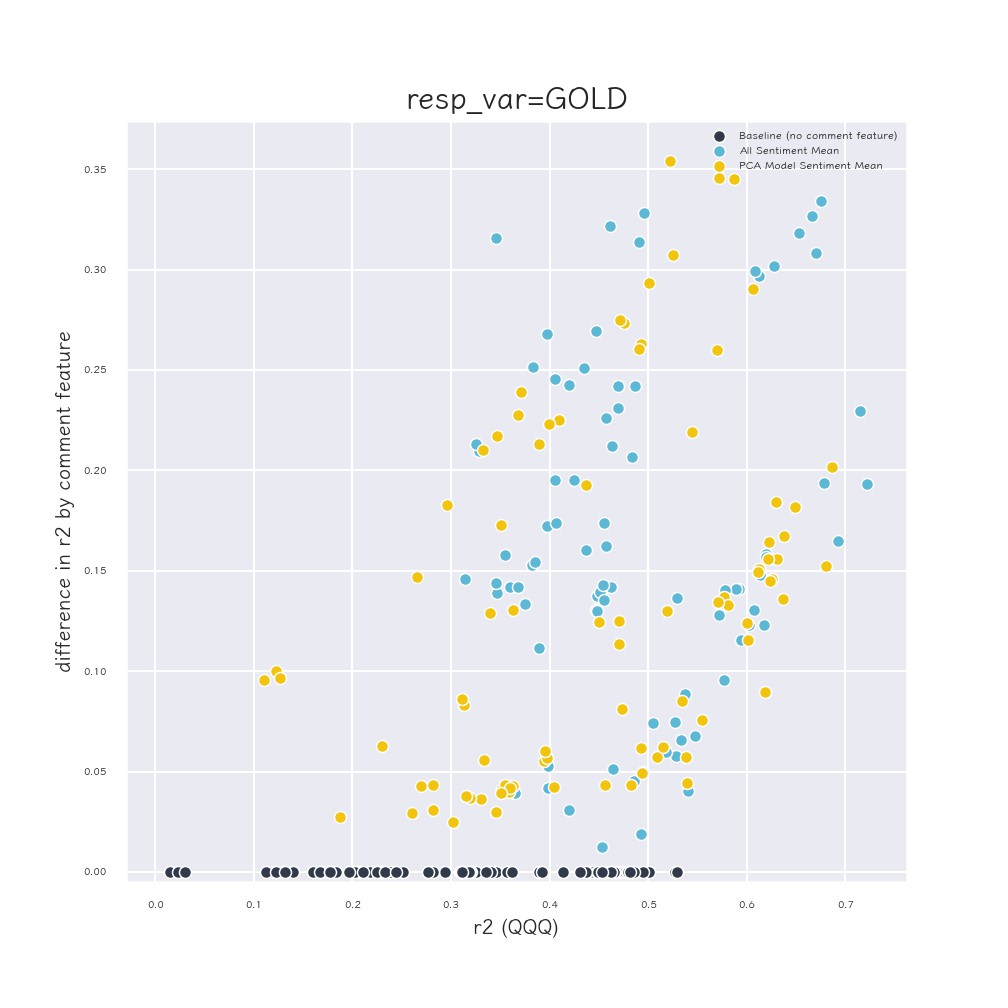 resp_var=GOLD
Baseline (no comment feature)
All Sentiment Mean
PCA Model Sentiment Mean
difference in r2 by comment feature
0.35
0.30
0.25
0.20
0.15
0.10
0.05
0.00
0.0 0.1 0.2 0.3 0.4 0.5 0.6 0.7
r2 (QQQ)